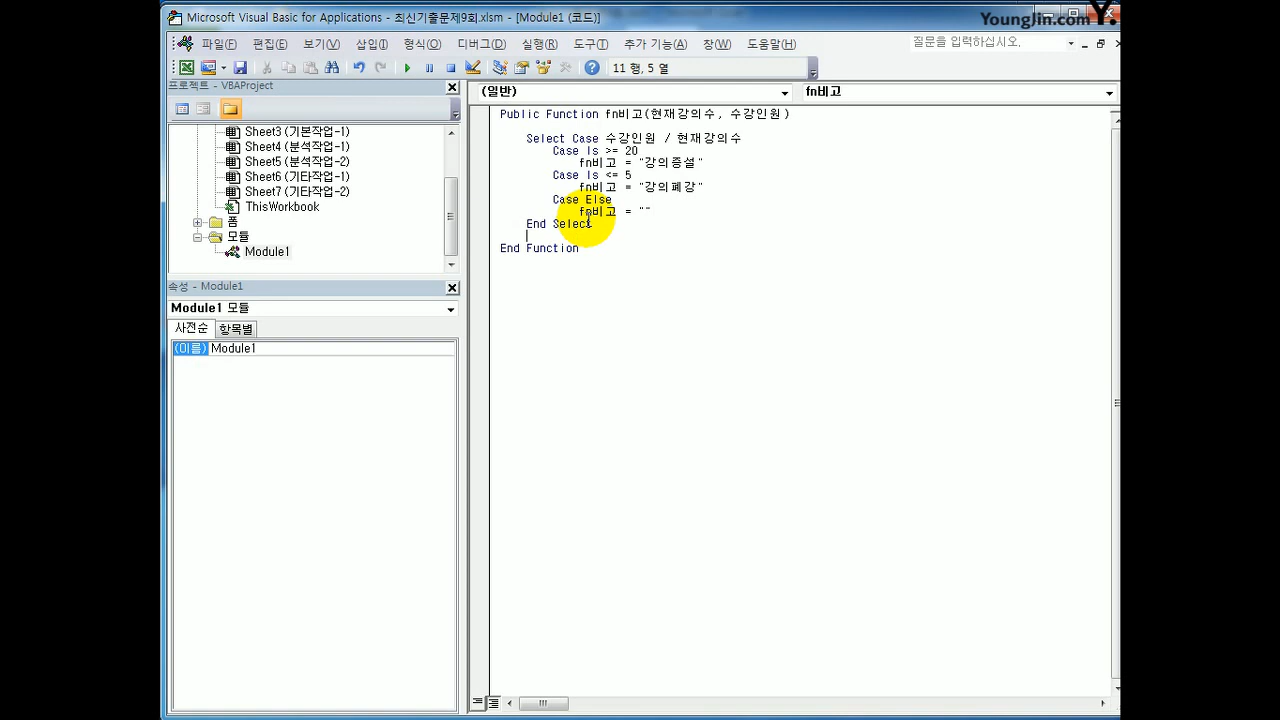 Microsoft Visual Basic for Applications - 최신기출문제9회.xlsm - [Module1 (코드)]
YoungJin.com Y.
파일(F) 편집(E) 보기(V) 삽입(I) 형식(O) 디버그(D) 실행(R) 도구(T) 추가 기능(A) 창(W) 도움말(H)
질문을 입력하십시오.
11 행, 5 열
프로젝트 - VBAProject
Sheet3 (기본작업-1)
Sheet4 (분석작업-1)
Sheet5 (분석작업-2)
Sheet6 (기타작업-1)
Sheet7 (기타작업-2)
ThisWorkbook
폼
모듈
Module1
속성 - Module1
Module1 모듈
사전순 항목별
(이름) Module1
(일반) fn비고
Public Function fn비고(현재강의수, 수강인원)
Select Case 수강인원 / 현재강의수
Case Is >= 20
fn비고 = "강의증설"
Case Is <= 5
fn비고 = "강의폐강"
Case Else
fn비고 = ""
End Select
End Function